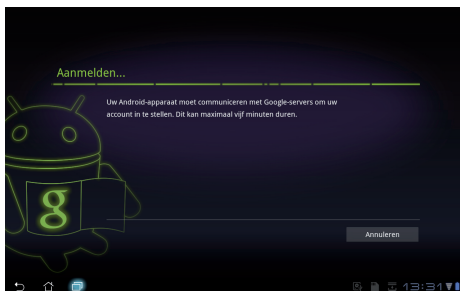 Aanmelden...
Uw Android-apparaat moet communiceren met Google-servers om uw
account in te stellen. Dit kan maximaal vijf minuten duren.
g
Annuleren
13:31